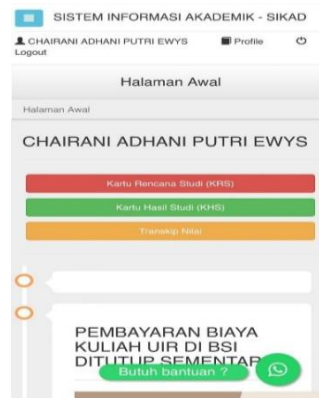 SISTEM INFORMASI AKADEMIK - SIKAD
CHAIRANI ADHANI PUTRI EWYS Profile
Logout
Halaman Awal
Halaman Awal
CHAIRANI ADHANI PUTRI EWYS
Kartu Rencana Studi (KRS)
Kartu Hasil Studi (KHS)
Transkip Nilai
PEMBAYARAN BIAYA
KULIAH UIR DI BSI
DITUTUP SEMENTAR
Butuh bantuan ?